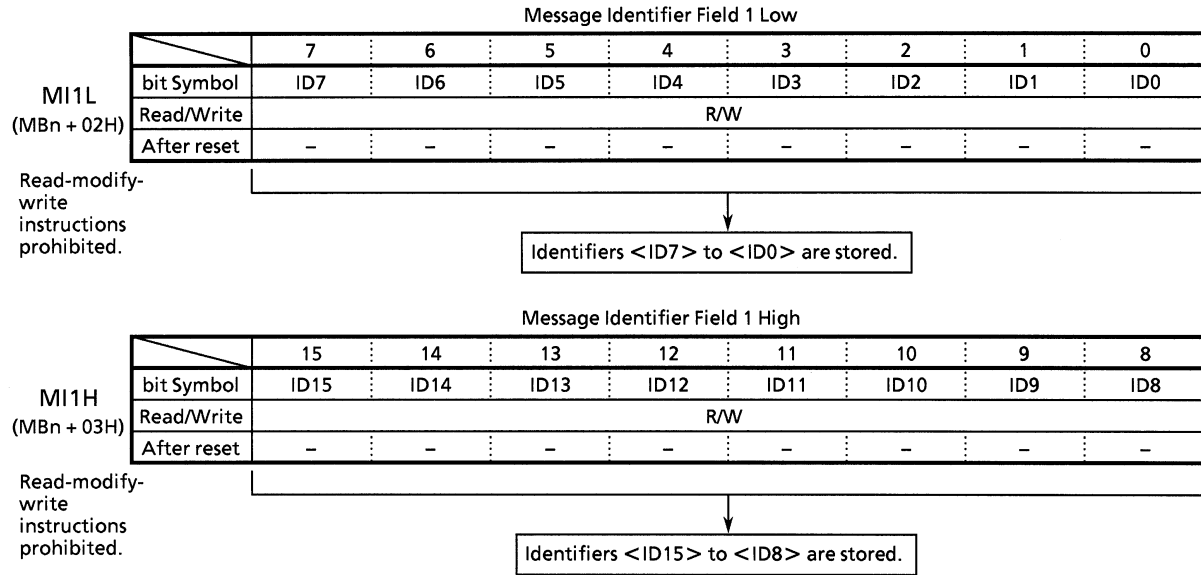 Message Identifier Field 1 Low
7 6 5 4 3 2 1 0
bit Symbol ID7 ID6 ID5 ID4 ID3 ID2 ID1 ID0
MI1L
(MBn + 02H)
Read/Write R/W
After reset – – – – – – – –
Read-modify-
write
instructions
prohibited.
Identifiers <ID7> to <ID0> are stored.
Message Identifier Field 1 High
15 14 13 12 11 10 9 8
bit Symbol ID15 ID14 ID13 ID12 ID11 ID10 ID9 ID8
MI1H
(MBn + 03H)
Read/Write R/W
After reset – – – – – – – –
Read-modify-
write
instructions
prohibited.
Identifiers <ID15> to <ID8> are stored.